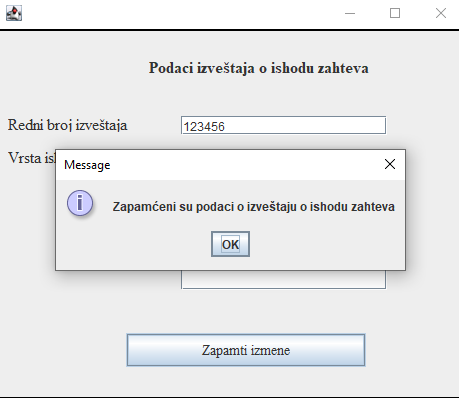 Podaci izveštaja o ishodu zahteva
Redni broj izveštaja
123456
Vrsta
Message
Zapamćeni su podaci o izveštaju o ishodu zahteva
OK
Zapamti izmene